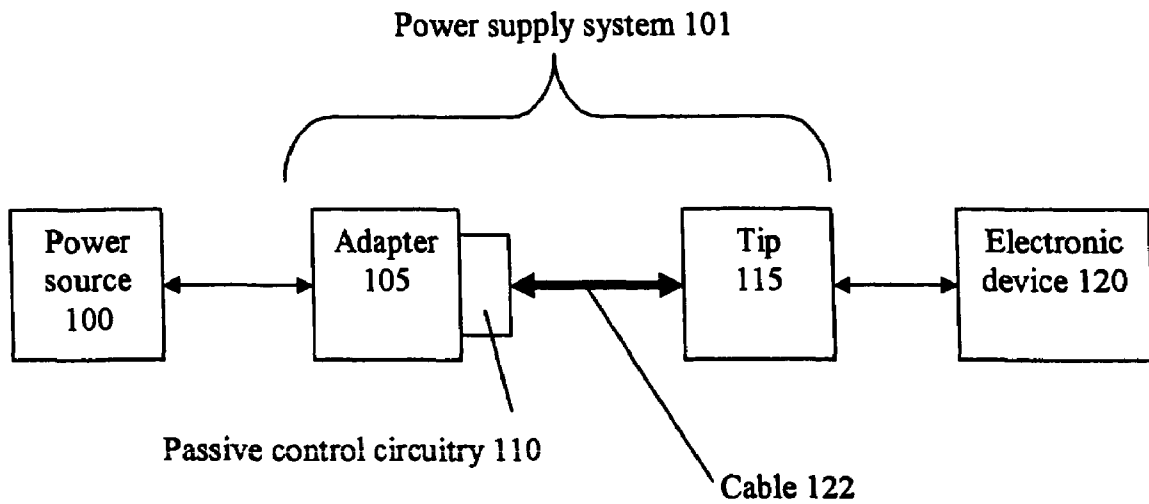 Power supply system 101
Power
source
100
Adapter
105
Tip
115
Electronic
device 120
Passive control circuitry 110
Cable 122